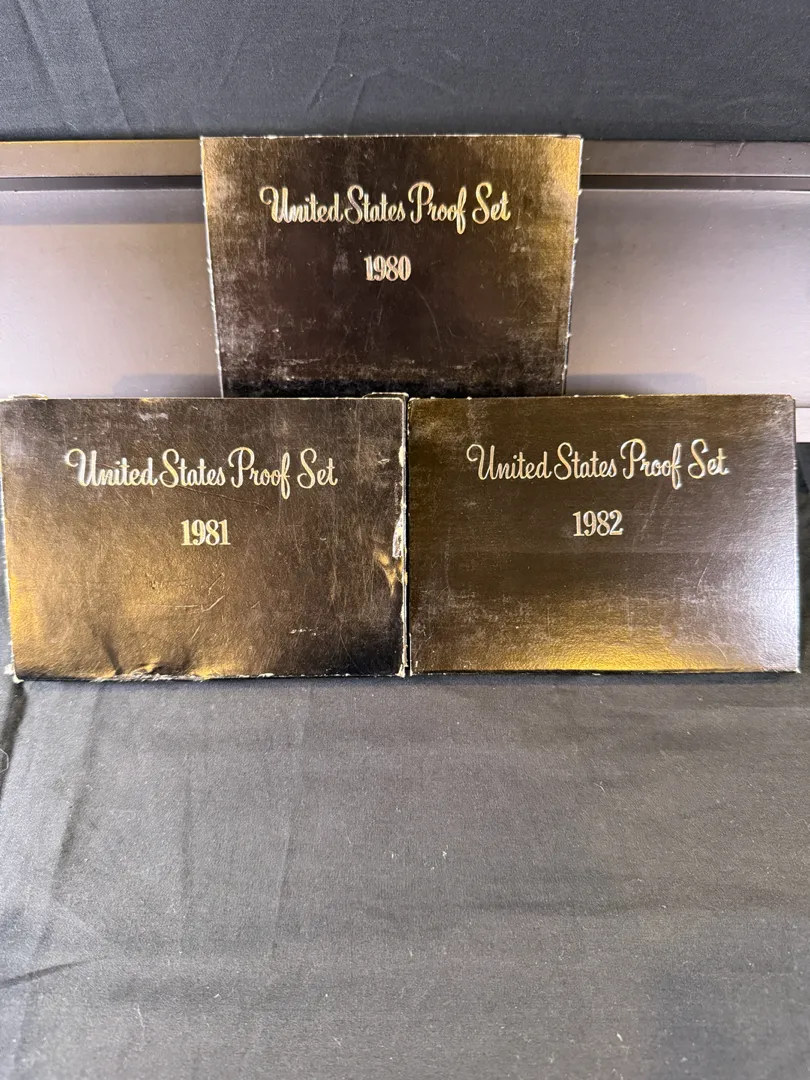 United States Proof Set
1980
United States Proof Set
1981
United States Proof Set
1982